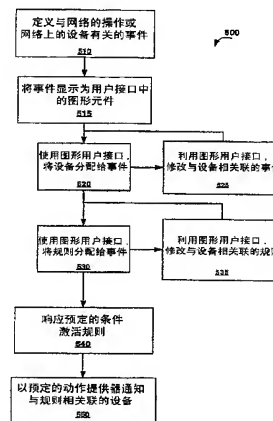 500
定义与网络的操作或
网络上的设备有关的事件
510
将事件显示为用户接口中
的图形元件
515
使用图形用户接口，
将设备分配给事件
520
利用图形用户接口，
修改与设备相关联的事件
525
使用图形用户接口，
将规则分配给事件
530
利用图形用户接口，
修改与设备相关联的规则
535
响应预定的条件
激活规则
540
以预定的动作提供器通知
与规则相关联的设备
550